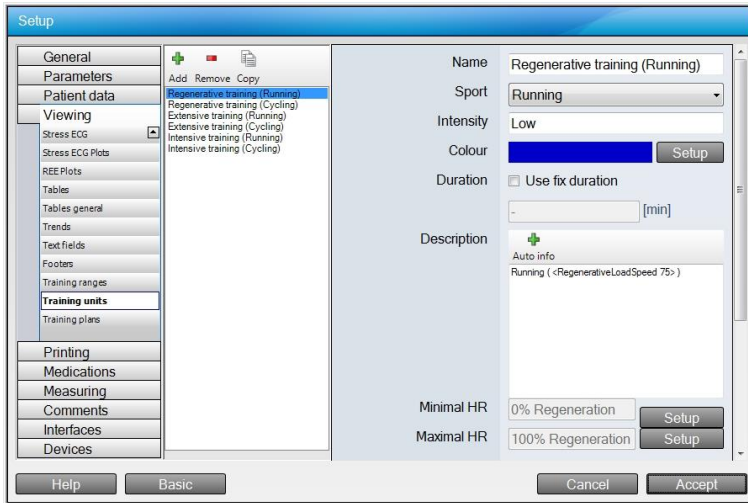 Setup
General
Parameters
Patient data
Viewing
Stress ECG
Stress ECG Plots
REE Plots
Tables
Tables general
Trends
Text fields
Footers
Training ranges
Training units
Training plans
Printing
Medications
Measuring
Comments
Interfaces
Devices
Add Remove Copy
Regenerative training (Running)
Regenerative training (Cycling)
Extensive training (Running)
Extensive training (Cycling)
Intensive training (Running)
Intensive training (Cycling)
Name Regenerative training (Running)
Sport Running
Intensity Low
Colour Setup
Duration Use fix duration
- [min]
Description
Auto info
Running ( <RegenerativeLoadSpeed 75> )
Minimal HR 0% Regeneration Setup
Maximal HR 100% Regeneration Setup
Help Basic Cancel Accept